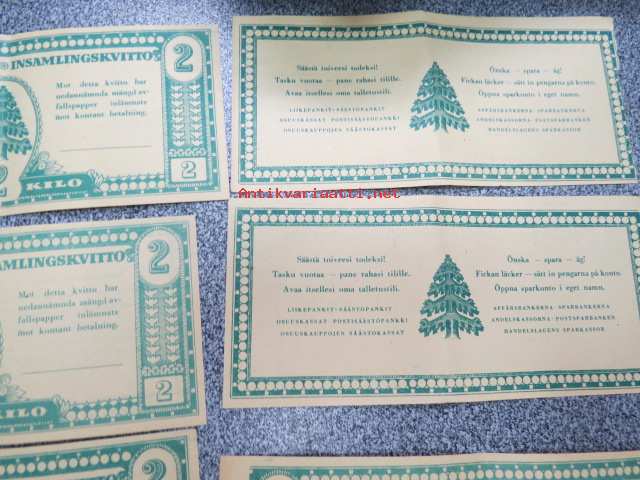 INSAMLINGSKVITTO
2
Mot detta kvitto har
nedannämnda mängd av-
fallspapper inlämnats
mot kontant betalning.
2
KILO
2
Säästä toiveesi todeksi!
Tasku vuotaa — pane rahasi tilille.
Avaa itsellesi oma talletustili.
LIIKEPANKIT·SÄÄSTÖPANKIT
OSUUSKASSAT·POSTISÄÄSTÖPANKKI
OSUUSKAUPPOJEN SÄÄSTÖKASSAT
Önska — spara — äg!
Fickan läcker — sätt in pengarna på konto.
Öppna sparkonto i eget namn.
AFFÄRSBANKERNA·SPARBANKERNA
ANDELSKASSORNA·POSTSPARBANKEN
HANDELSLAGENS SPARKASSOR
Antikvariaatti.net
AMLINGSKVITTO
2
Mot detta kvitto har
nedannämnda mängd av-
fallspapper inlämnats
mot kontant betalning.
KILO
2
Säästä toiveesi todeksi!
Tasku vuotaa — pane rahasi tilille.
Avaa itsellesi oma talletustili.
LIIKEPANKIT·SÄÄSTÖPANKIT
OSUUSKASSAT·POSTISÄÄSTÖPANKKI
OSUUSKAUPPOJEN SÄÄSTÖKASSAT
Önska — spara — äg!
Fickan läcker — sätt in pengarna på konto.
Öppna sparkonto i eget namn.
AFFÄRSBANKERNA·SPARBANKERNA
ANDELSKASSORNA·POSTSPARBANKEN
HANDELSLAGENS SPARKASSOR
2